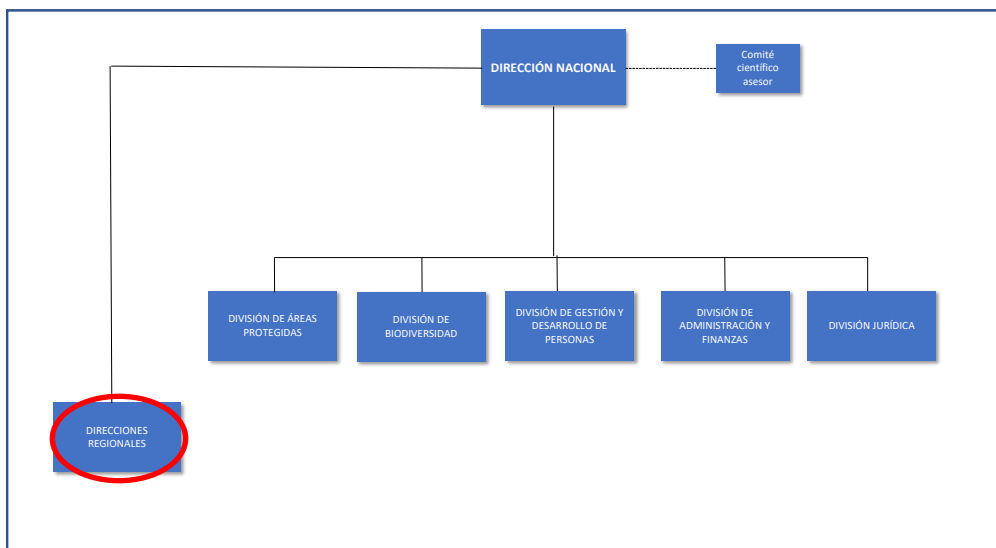 DIRECCIÓN NACIONAL
Comité
científico
asesor
DIVISIÓN DE ÁREAS
PROTEGIDAS
DIVISIÓN DE
BIODIVERSIDAD
DIVISIÓN DE GESTIÓN Y
DESARROLLO DE
PERSONAS
DIVISIÓN DE
ADMINISTRACIÓN Y
FINANZAS
DIVISIÓN JURÍDICA
DIRECCIONES
REGIONALES